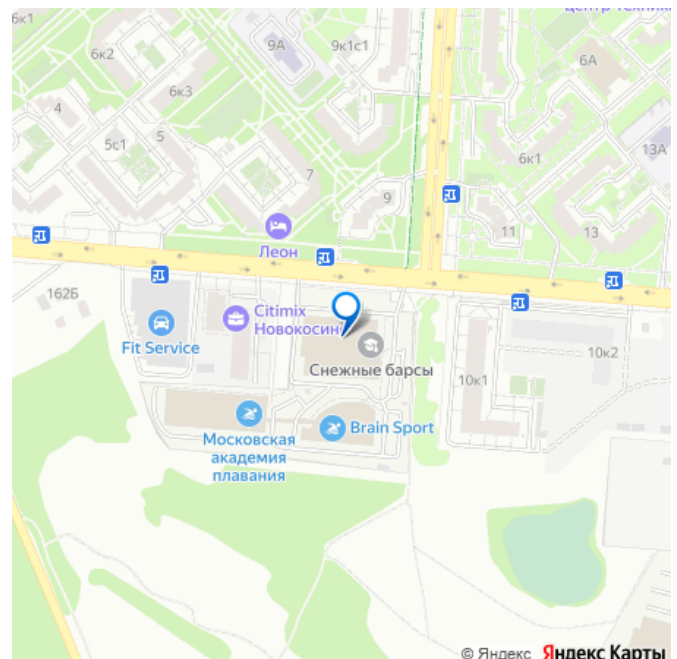 центр техники
6к1
6к2
9А
9к1с1
6А
6к3
4
5с1
5
7
9
6к1
13А
11
13
Леон
162Б
Citimix
Новокосин
Fit Service
Снежные барсы
10к1
10к2
Brain Sport
Московская
академия
плавания
© Яндекс Яндекс Карты